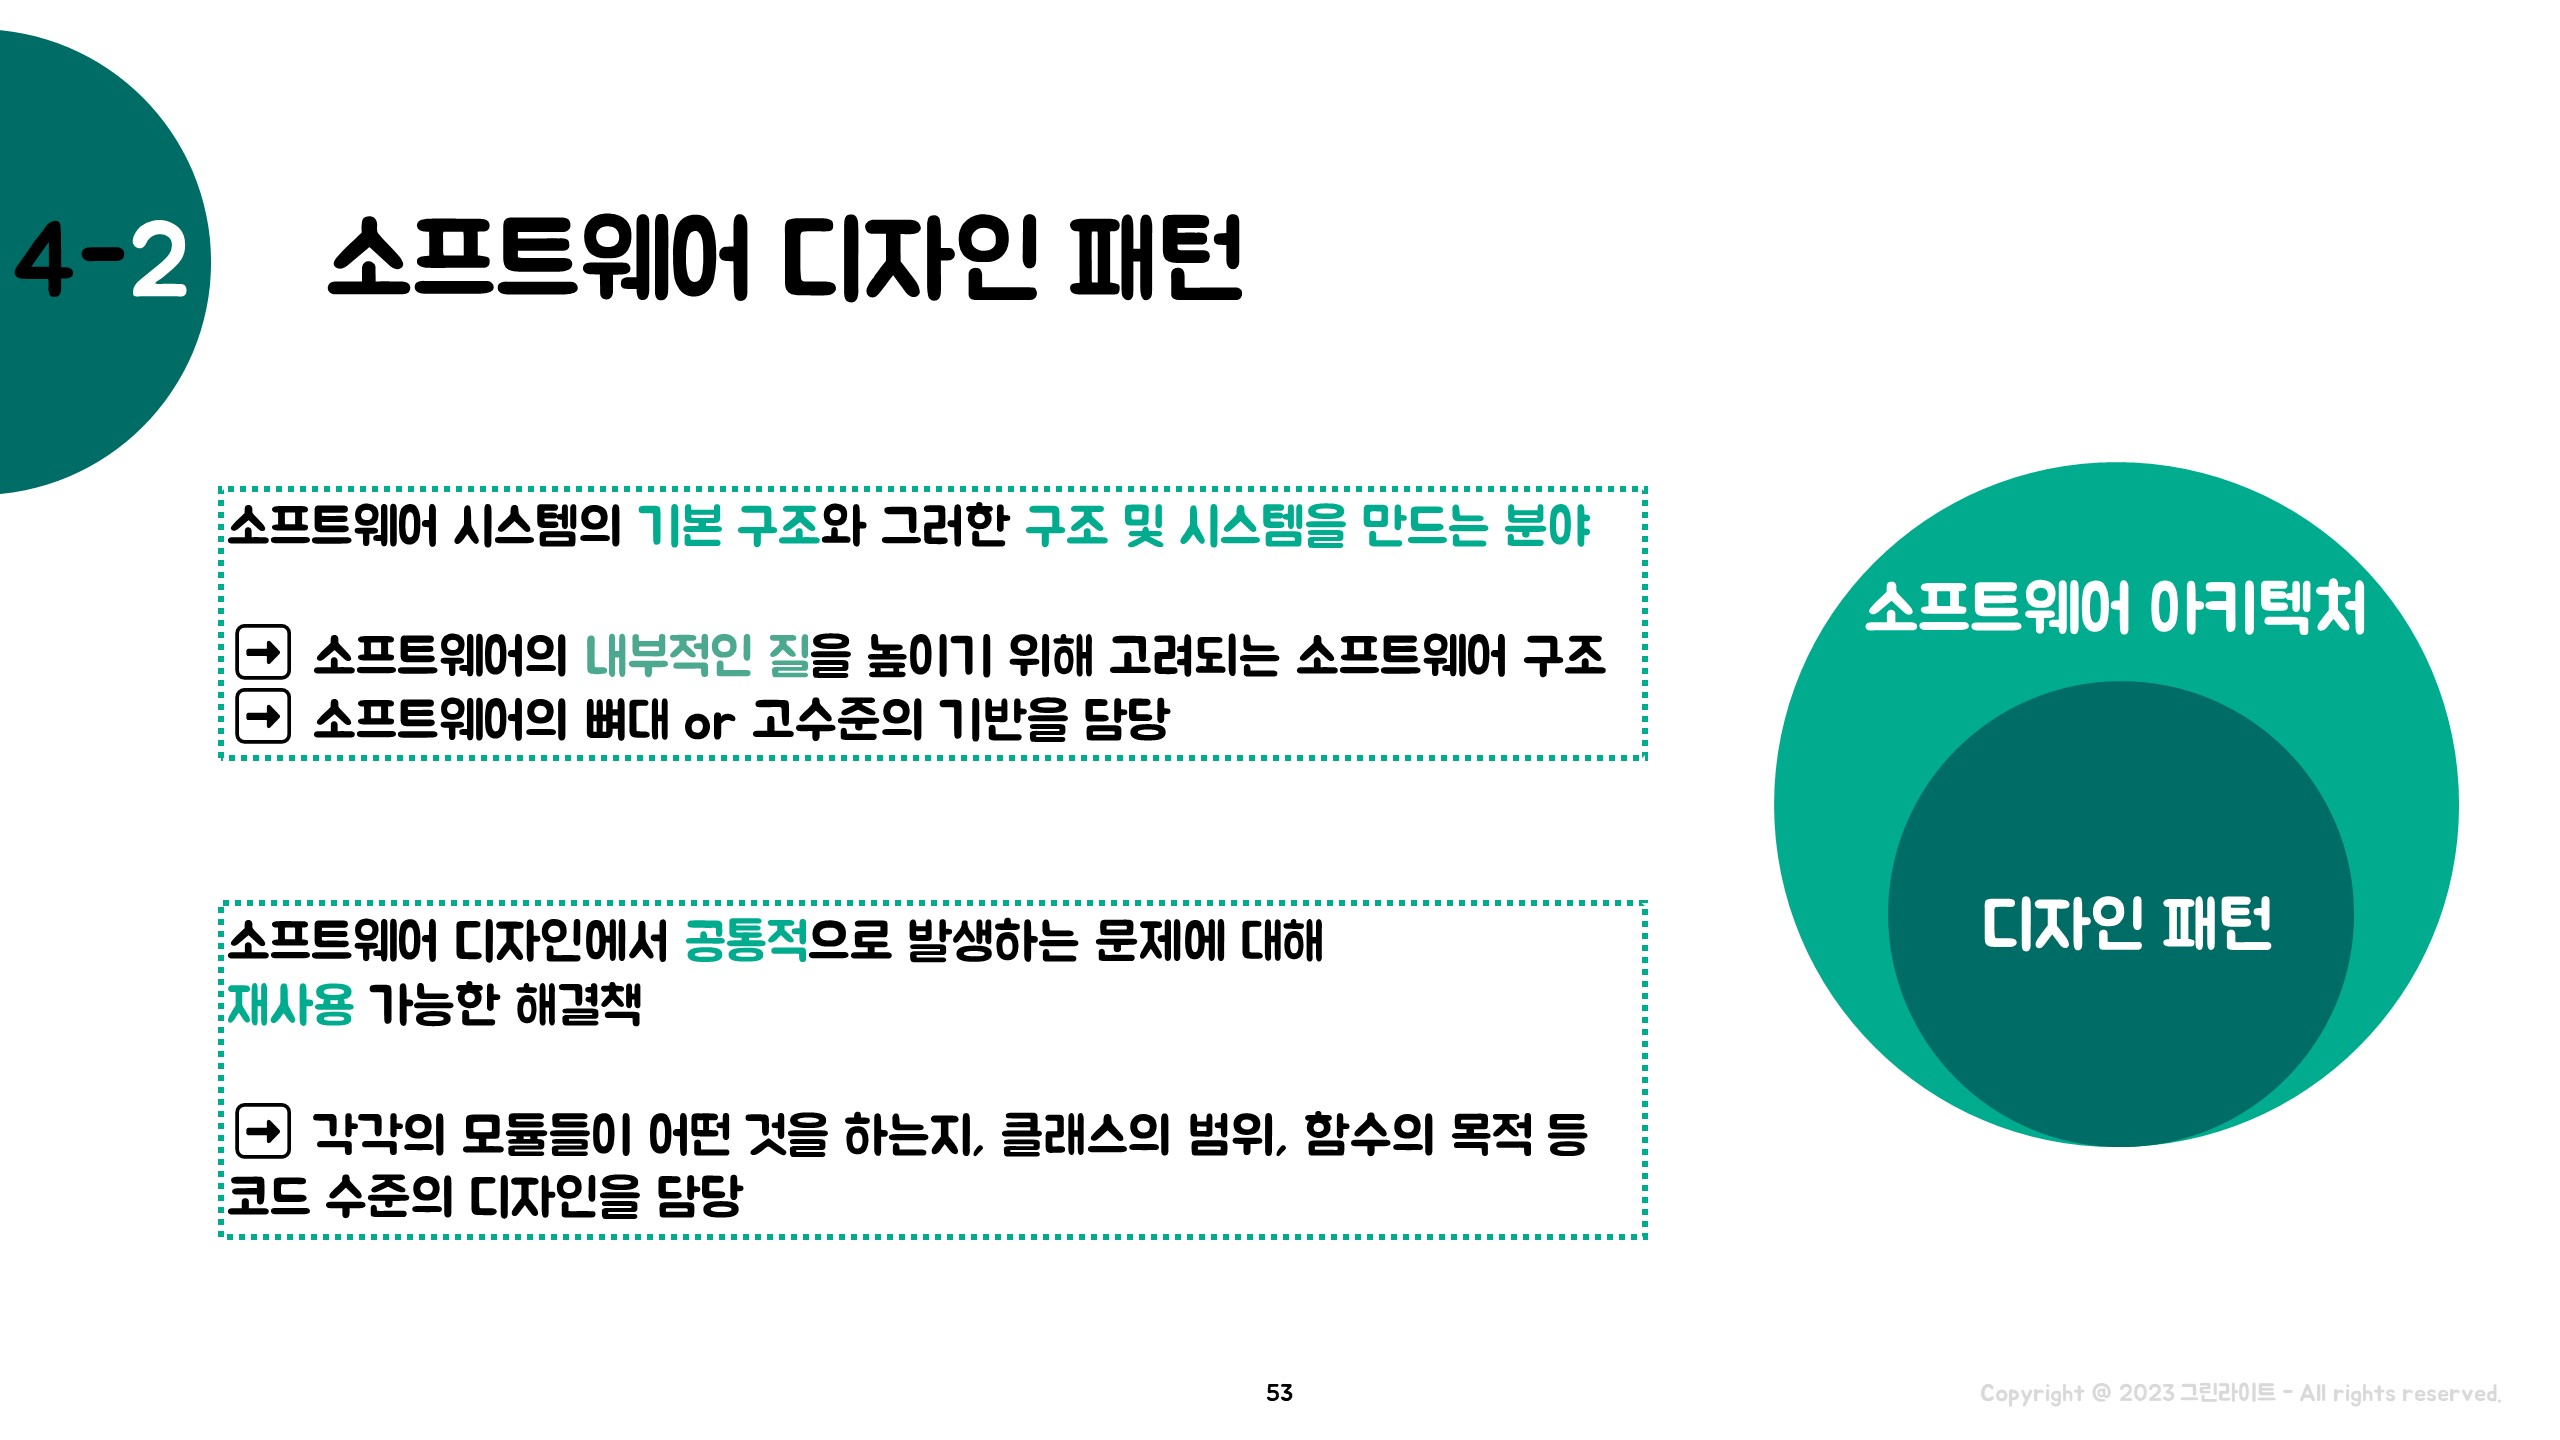 4-2
소프트웨어 디자인 패턴
소프트웨어 시스템의 기본 구조와 그러한 구조 및 시스템을 만드는 분야
➡ 소프트웨어의 내부적인 질을 높이기 위해 고려되는 소프트웨어 구조
➡ 소프트웨어의 뼈대 or 고수준의 기반을 담당
소프트웨어 디자인에서 공통적으로 발생하는 문제에 대해
재사용 가능한 해결책
➡ 각각의 모듈들이 어떤 것을 하는지, 클래스의 범위, 함수의 목적 등
코드 수준의 디자인을 담당
소프트웨어 아키텍처
디자인 패턴
53
Copyright @ 2023 그린라이트 - All rights reserved.